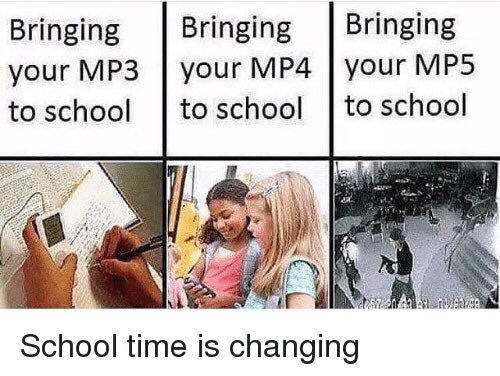 Bringing
your MP3
to school
Bringing
your MP4
to school
Bringing
your MP5
to school
School time is changing